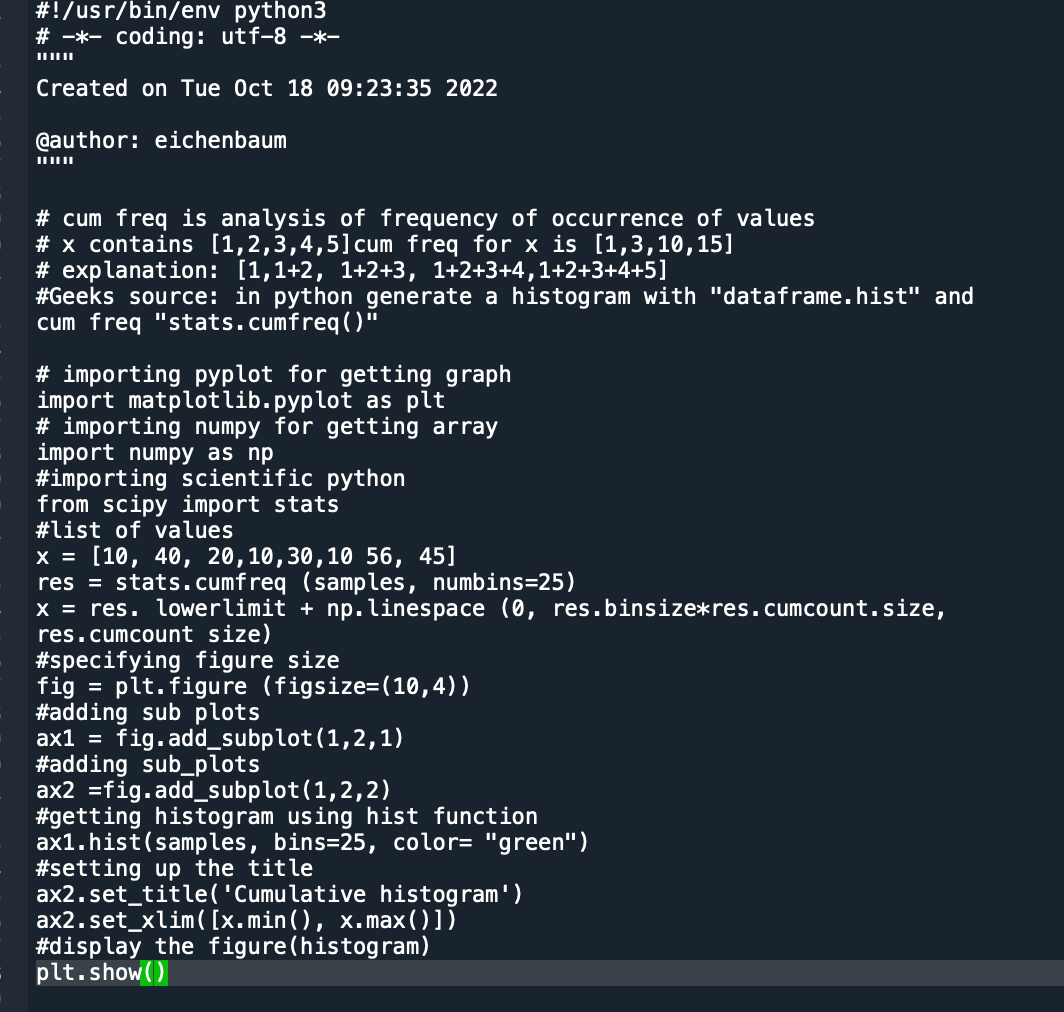 #!/usr/bin/env python3
# -*- coding: utf-8 -*-
"""
Created on Tue Oct 18 09:23:35 2022
@author: eichenbaum
"""
# cum freq is analysis of frequency of occurrence of values
# x contains [1,2,3,4,5]cum freq for x is [1,3,10,15]
# explanation: [1,1+2, 1+2+3, 1+2+3+4,1+2+3+4+5]
#Geeks source: in python generate a histogram with "dataframe.hist" and
cum freq "stats.cumfreq()"
# importing pyplot for getting graph
import matplotlib.pyplot as plt
# importing numpy for getting array
import numpy as np
#importing scientific python
from scipy import stats
#list of values
x = [10, 40, 20,10,30,10 56, 45]
res = stats.cumfreq (samples, numbins=25)
x = res. lowerlimit + np.linespace (0, res.binsize*res.cumcount.size,
res.cumcount size)
#specifying figure size
fig = plt.figure (figsize=(10,4))
#adding sub plots
ax1 = fig.add_subplot(1,2,1)
#adding sub_plots
ax2 =fig.add_subplot(1,2,2)
#getting histogram using hist function
ax1.hist(samples, bins=25, color= "green")
#setting up the title
ax2.set_title('Cumulative histogram')
ax2.set_xlim([x.min(), x.max()])
#display the figure(histogram)
plt.show()